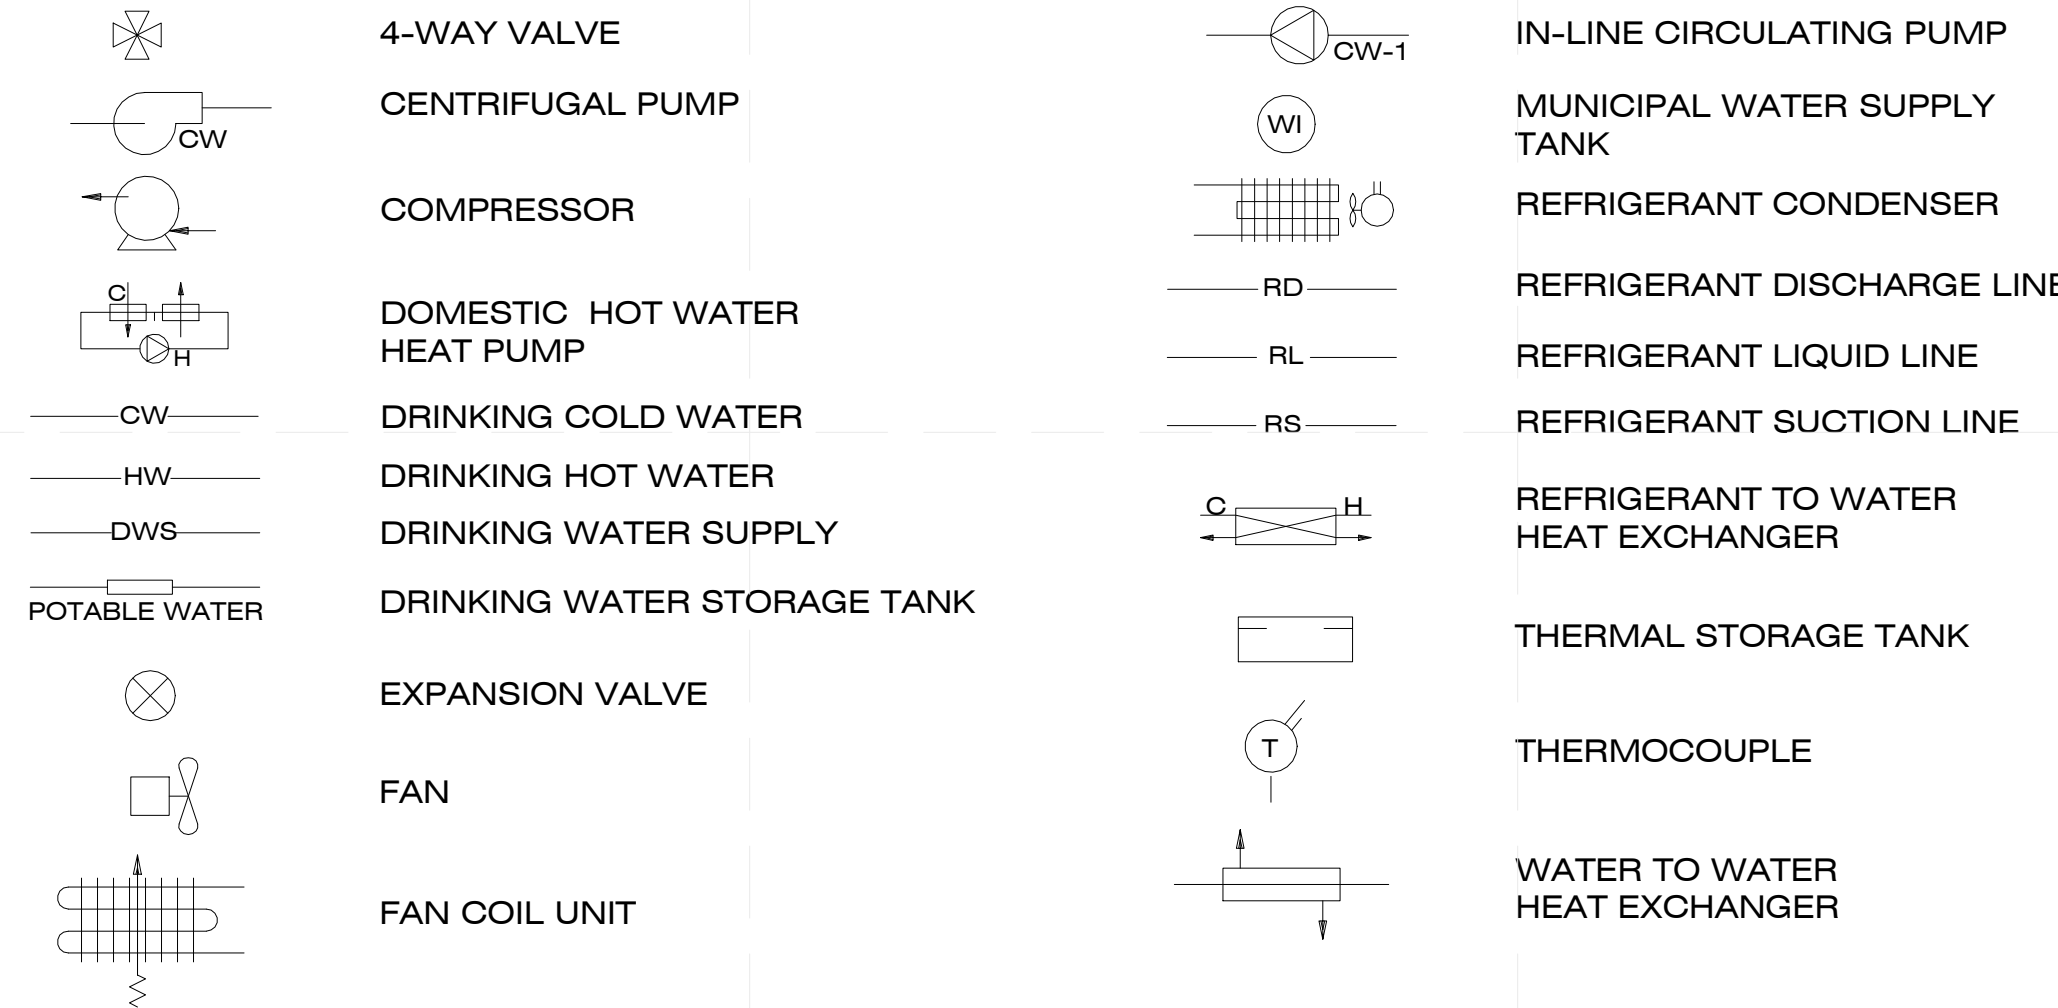 4-WAY VALVE
CW
CENTRIFUGAL PUMP
COMPRESSOR
C
H
DOMESTIC  HOT WATER
HEAT PUMP
CW
DRINKING COLD WATER
HW
DRINKING HOT WATER
DWS
DRINKING WATER SUPPLY
POTABLE WATER
DRINKING WATER STORAGE TANK
EXPANSION VALVE
FAN
FAN COIL UNIT
CW-1
IN-LINE CIRCULATING PUMP
WI
MUNICIPAL WATER SUPPLY
TANK
REFRIGERANT CONDENSER
RD
REFRIGERANT DISCHARGE LINE
RL
REFRIGERANT LIQUID LINE
RS
REFRIGERANT SUCTION LINE
C
H
REFRIGERANT TO WATER
HEAT EXCHANGER
THERMAL STORAGE TANK
T
THERMOCOUPLE
WATER TO WATER
HEAT EXCHANGER